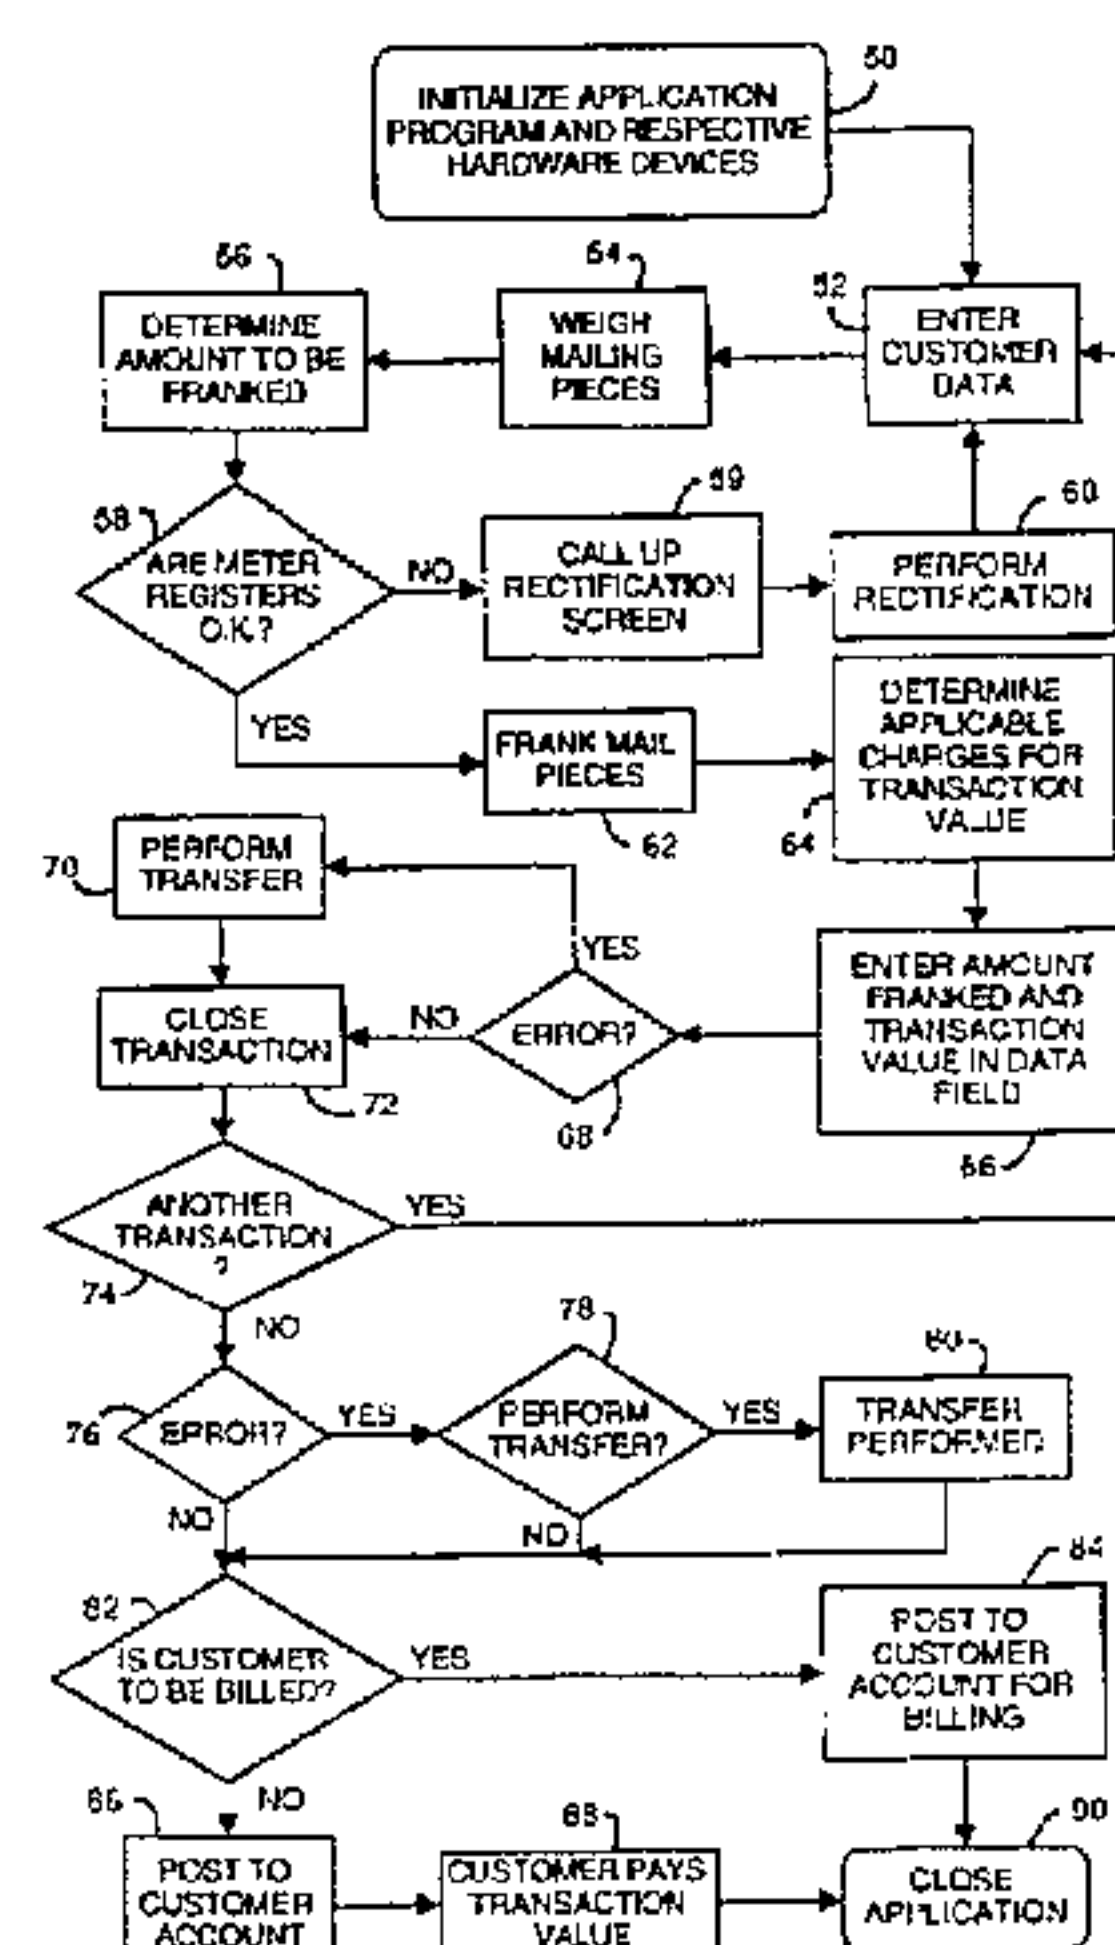 50
INITIALIZE APPLICATION
PROGRAM AND RESPECTIVE
HARDWARE DEVICES
56
54
52
DETERMINE
AMOUNT TO BE
FRANKED
WEIGH
MAILING
PIECES
ENTER
CUSTOMER
DATA
58
59
60
ARE METER
REGISTERS
O.K.?
NO
CALL UP
RECTIFICATION
SCREEN
PERFORM
RECTIFICATION
YES
FRANK MAIL
PIECES
62
DETERMINE
APPLICABLE
CHARGES FOR
TRANSACTION
VALUE
64
70
PERFORM
TRANSFER
YES
CLOSE
TRANSACTION
NO
ERROR?
ENTER AMOUNT
FRANKED AND
TRANSACTION
VALUE IN DATA
FIELD
72
68
66
ANOTHER
TRANSACTION
?
YES
74
NO
78
80
76
ERROR?
YES
PERFORM
TRANSFER?
YES
TRANSFER
PERFORMED
NO
NO
82
84
IS CUSTOMER
TO BE BILLED?
YES
POST TO
CUSTOMER
ACCOUNT FOR
BILLING
86
NO
88
90
POST TO
CUSTOMER
ACCOUNT
CUSTOMER PAYS
TRANSACTION
VALUE
CLOSE
APPLICATION